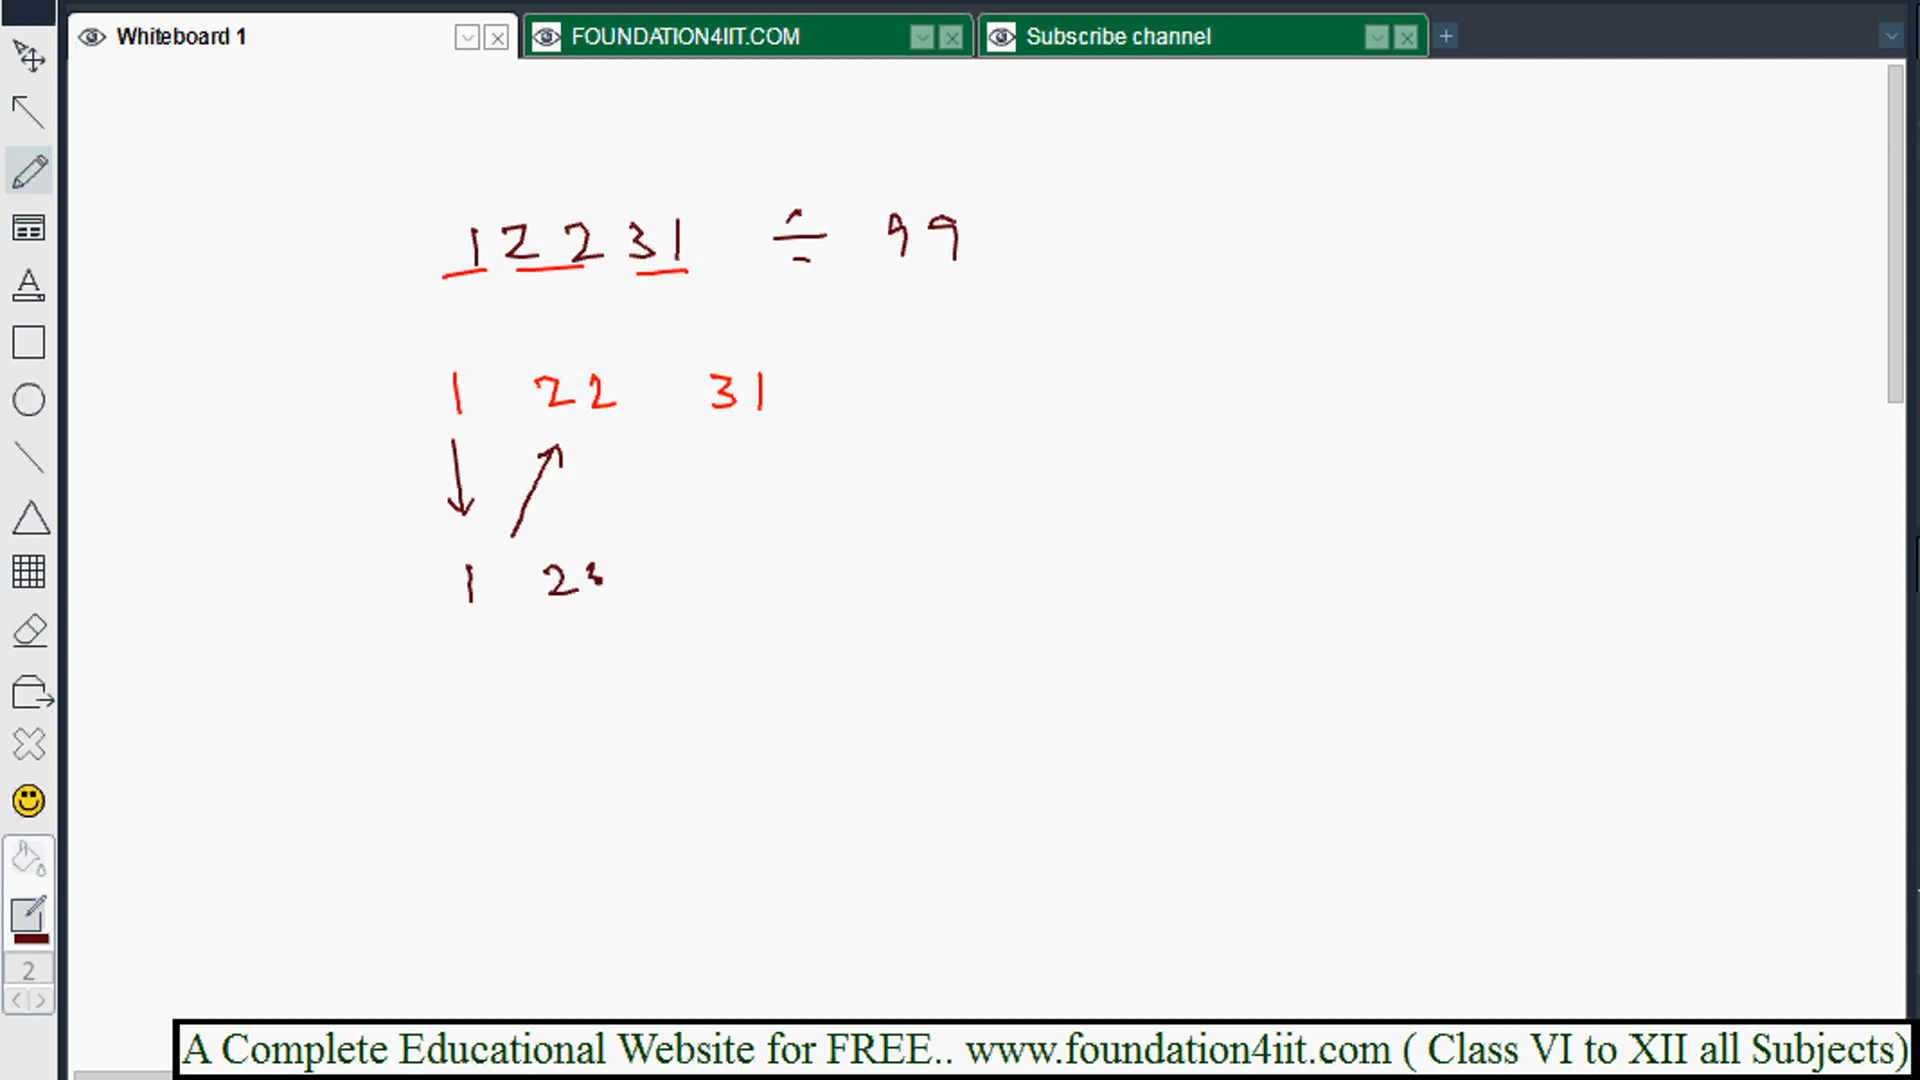 Whiteboard 1 FOUNDATION4IIT.COM Subscribe channel
12231 ÷ 99
1 22 31
1 23
2
A Complete Educational Website for FREE.. www.foundation4iit.com ( Class VI to XII all Subjects)